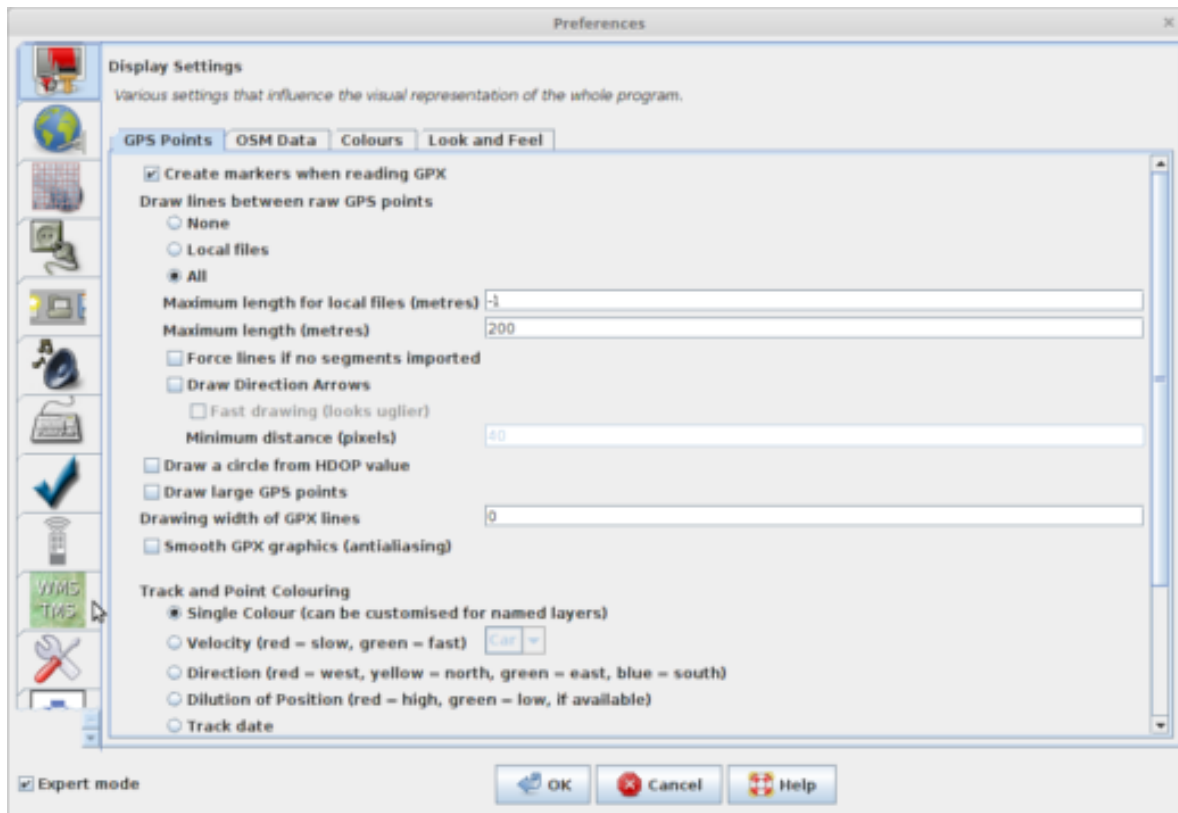 Preferences
Display Settings
Various settings that influence the visual representation of the whole program.
GPS Points OSM Data Colours Look and Feel
Create markers when reading GPX
Draw lines between raw GPS points
None
Local files
All
Maximum length for local files (metres) -1
Maximum length (metres) 200
Force lines if no segments imported
Draw Direction Arrows
Fast drawing (looks uglier)
Minimum distance (pixels) 40
Draw a circle from HDOP value
Draw large GPS points
Drawing width of GPX lines 0
Smooth GPX graphics (antialiasing)
WMS
TMS
Track and Point Colouring
Single Colour (can be customised for named layers)
Velocity (red = slow, green = fast) Car
Direction (red = west, yellow = north, green = east, blue = south)
Dilution of Position (red = high, green = low, if available)
Track date
Expert mode
OK Cancel Help